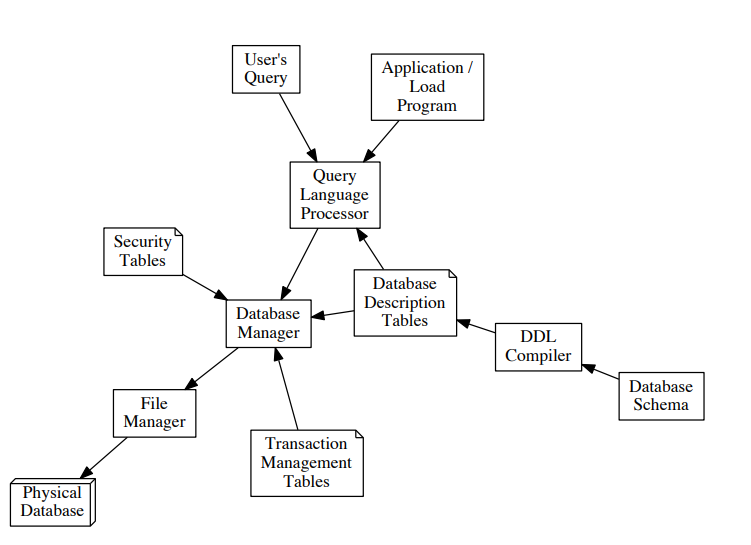 User's
Query
Application /
Load
Program
Query
Language
Processor
Security
Tables
Database
Description
Tables
Database
Manager
DDL
Compiler
Database
Schema
File
Manager
Transaction
Management
Tables
Physical
Database